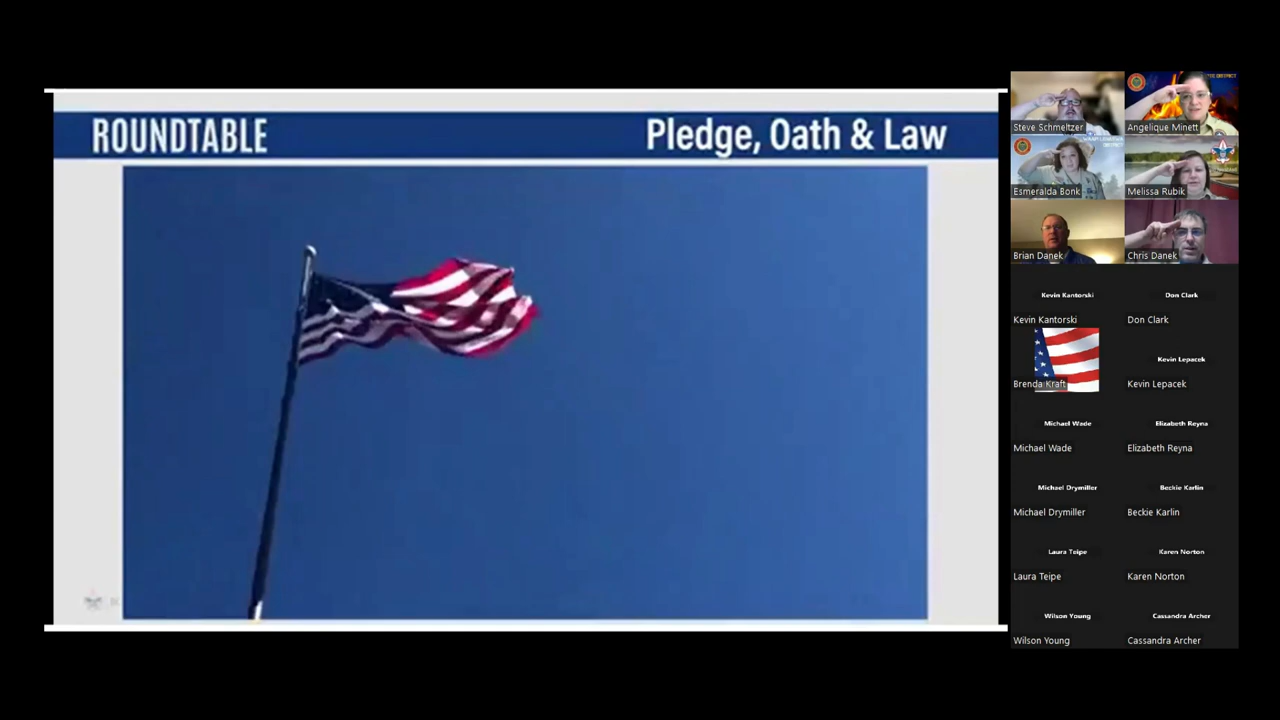 ROUNDTABLE
Pledge, Oath & Law
Steve Schmeltzer
Angelique Minett
Esmeralda Bonk
Melissa Rubik
Brian Danek
Chris Danek
Kevin Kantorski
Don Clark
Kevin Kantorski
Don Clark
Kevin Lepacek
Brenda Kraft
Kevin Lepacek
Michael Wade
Elizabeth Reyna
Michael Wade
Elizabeth Reyna
Michael Drymiller
Beckie Karlin
Michael Drymiller
Beckie Karlin
Laura Teipe
Karen Norton
Laura Teipe
Karen Norton
Wilson Young
Cassandra Archer
Wilson Young
Cassandra Archer